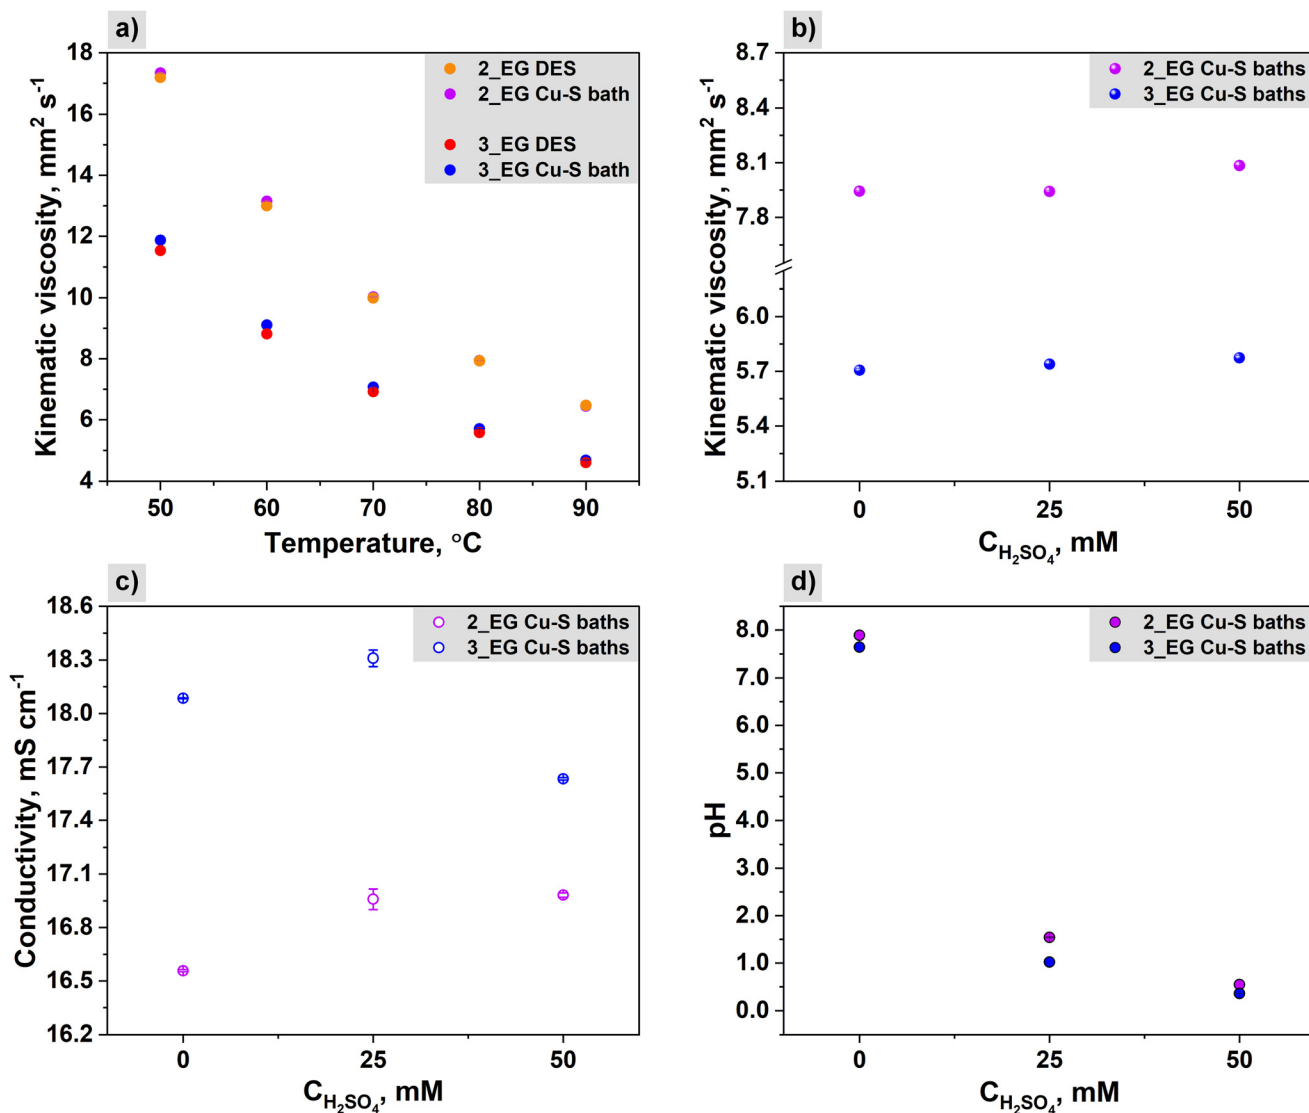 a)
Kinematic viscosity, mm² s⁻¹
18
16
14
12
10
8
6
4
2_EG DES
2_EG Cu-S bath
3_EG DES
3_EG Cu-S bath
50 60 70 80 90
Temperature, °C
b)
Kinematic viscosity, mm² s⁻¹
8.7
8.4
8.1
7.8
6.0
5.7
5.4
5.1
2_EG Cu-S baths
3_EG Cu-S baths
0 25 50
C_H₂SO₄, mM
c)
Conductivity, mS cm⁻¹
18.6
18.3
18.0
17.7
17.4
17.1
16.8
16.5
16.2
2_EG Cu-S baths
3_EG Cu-S baths
0 25 50
C_H₂SO₄, mM
d)
pH
8.0
7.0
6.0
5.0
4.0
3.0
2.0
1.0
0.0
2_EG Cu-S baths
3_EG Cu-S baths
0 25 50
C_H₂SO₄, mM